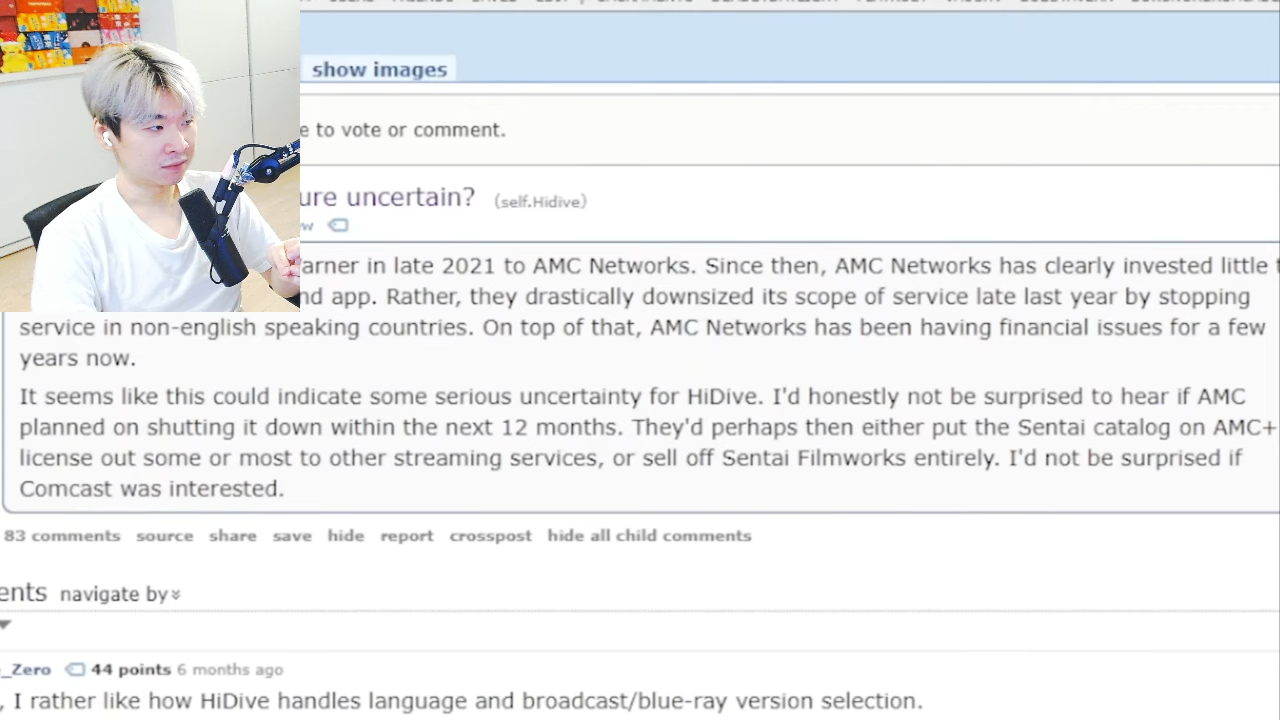 show images
e to vote or comment.
ure uncertain? (self.Hidive)
arner in late 2021 to AMC Networks. Since then, AMC Networks has clearly invested little
nd app. Rather, they drastically downsized its scope of service late last year by stopping
service in non-english speaking countries. On top of that, AMC Networks has been having financial issues for a few
years now.
It seems like this could indicate some serious uncertainty for HiDive. I'd honestly not be surprised to hear if AMC
planned on shutting it down within the next 12 months. They'd perhaps then either put the Sentai catalog on AMC+
license out some or most to other streaming services, or sell off Sentai Filmworks entirely. I'd not be surprised if
Comcast was interested.
83 comments source share save hide report crosspost hide all child comments
ents navigate by
_Zero 44 points 6 months ago
, I rather like how HiDive handles language and broadcast/blue-ray version selection.